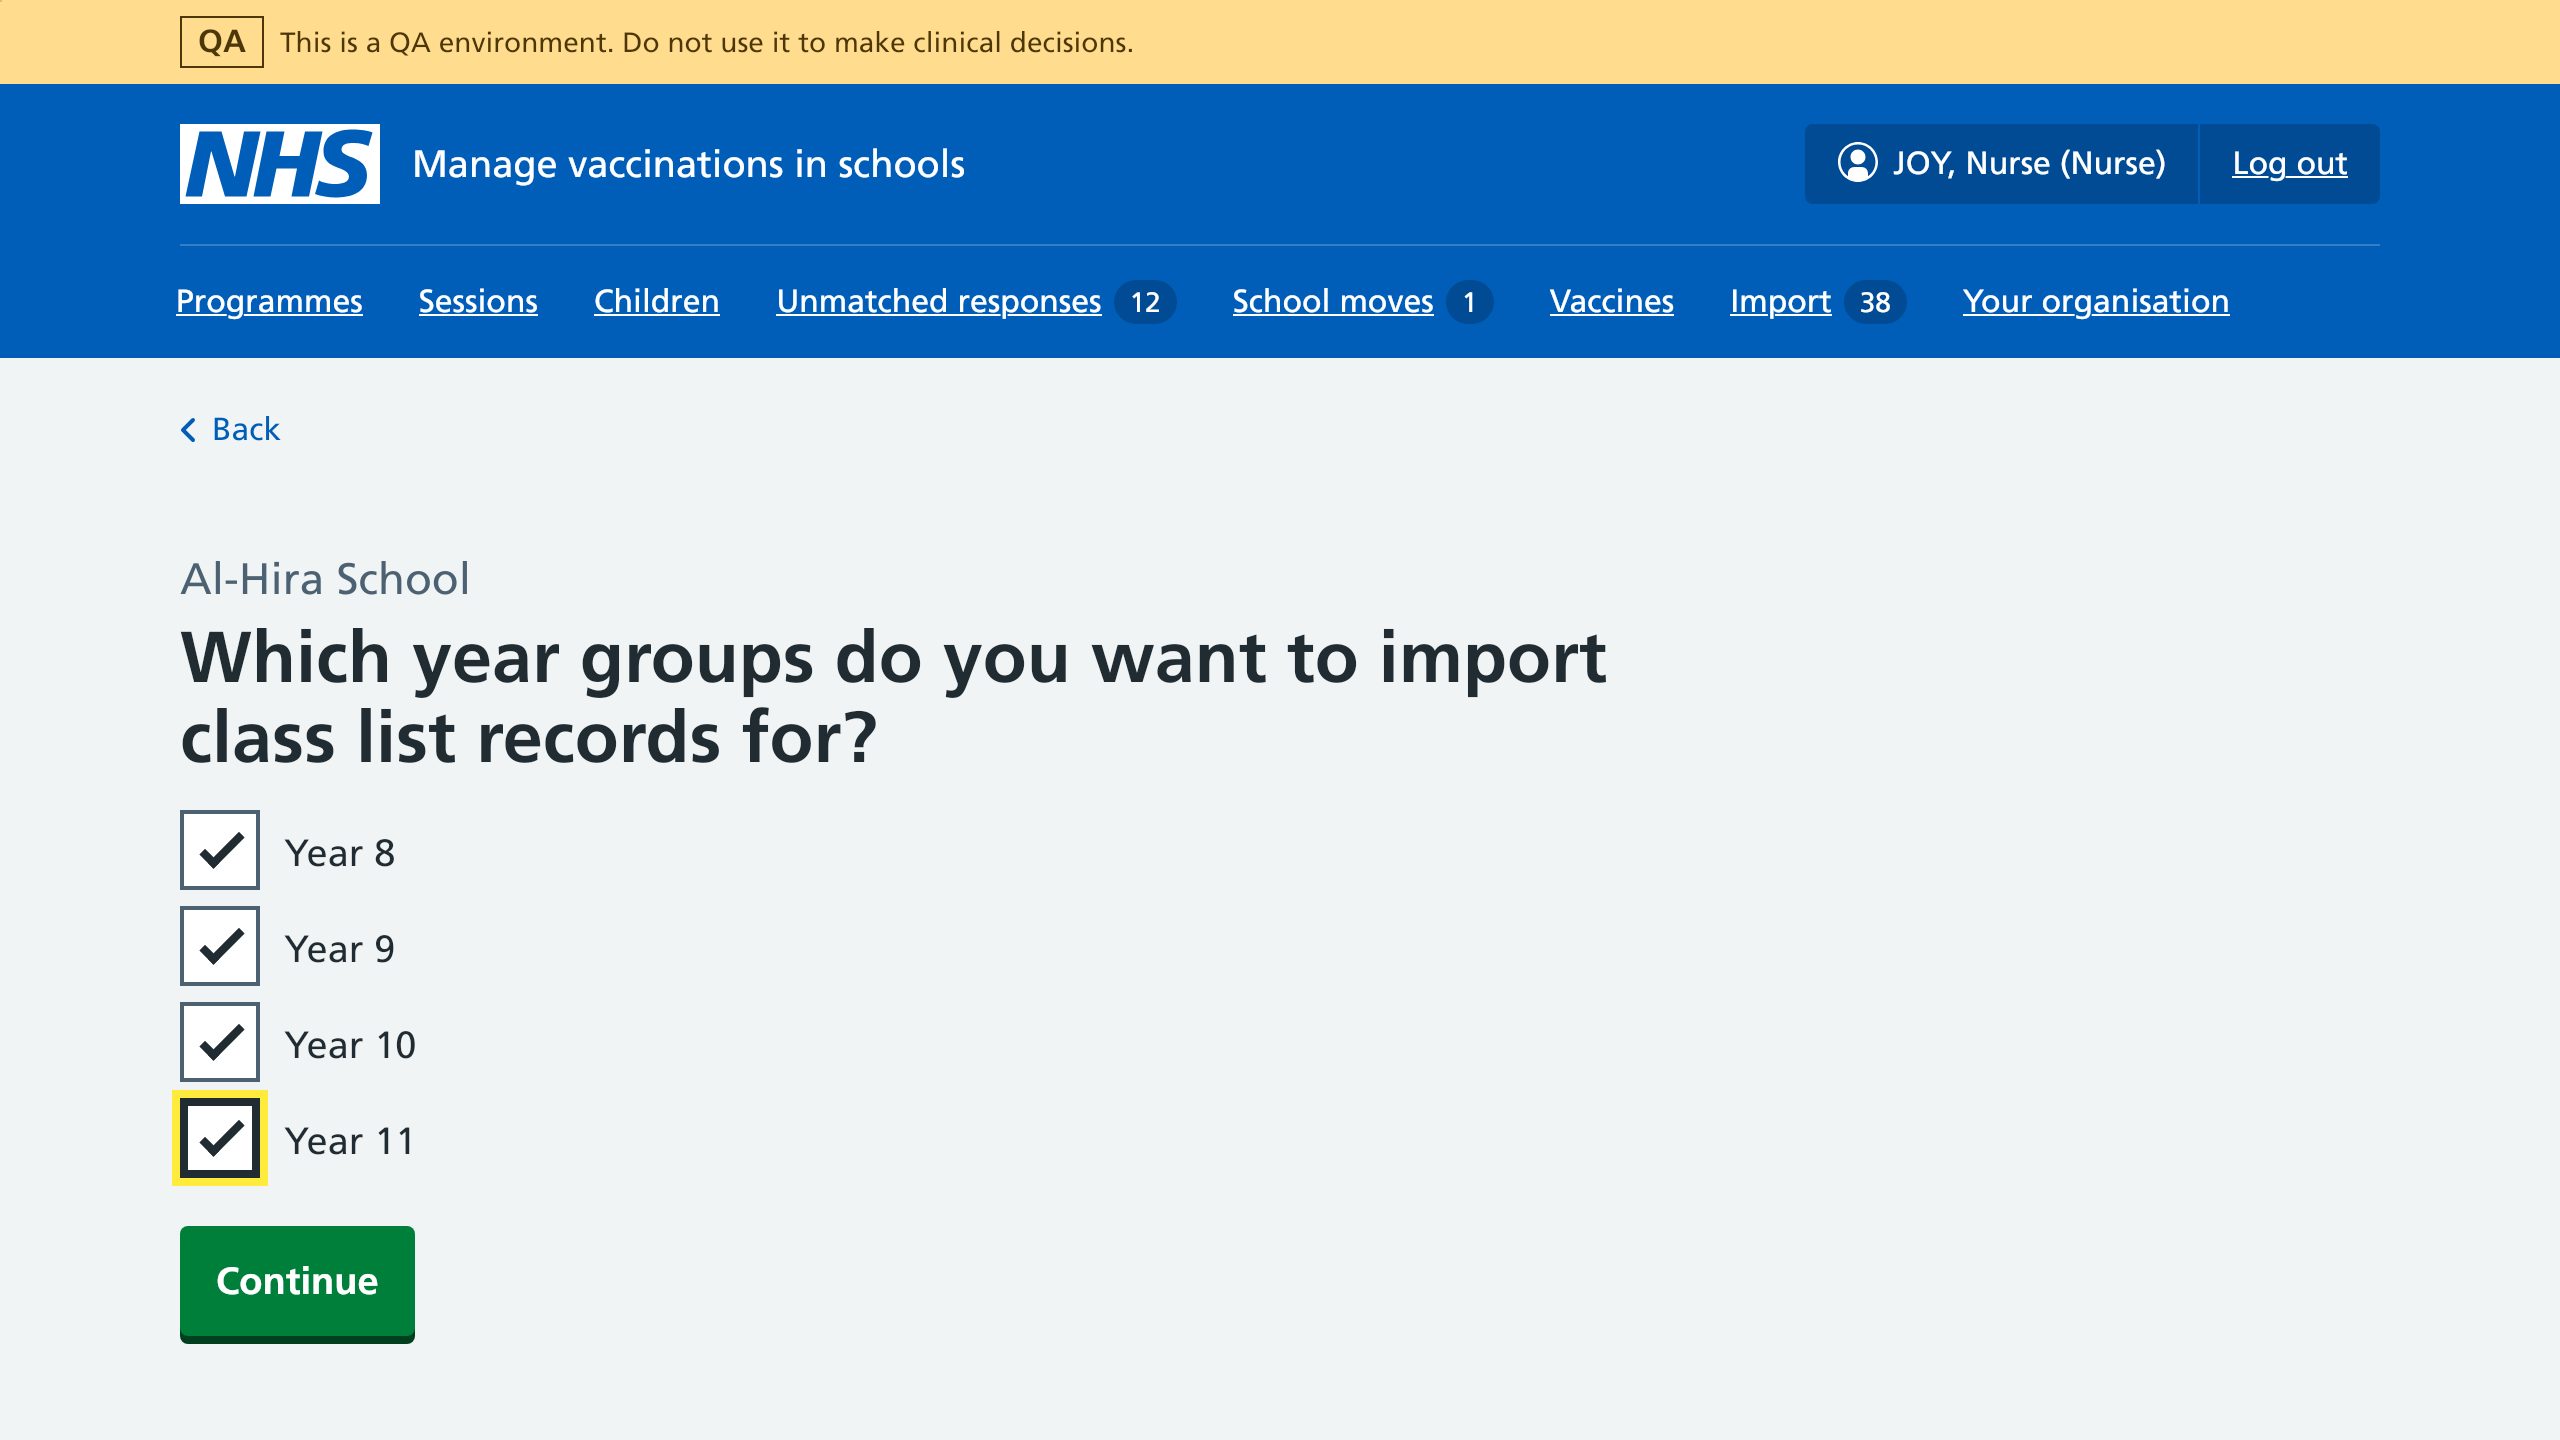 QA This is a QA environment. Do not use it to make clinical decisions.
NHS Manage vaccinations in schools JOY, Nurse (Nurse) Log out
Programmes Sessions Children Unmatched responses 12 School moves 1 Vaccines Import 38 Your organisation
Back
Al-Hira School
Which year groups do you want to import
class list records for?
Year 8
Year 9
Year 10
Year 11
Continue